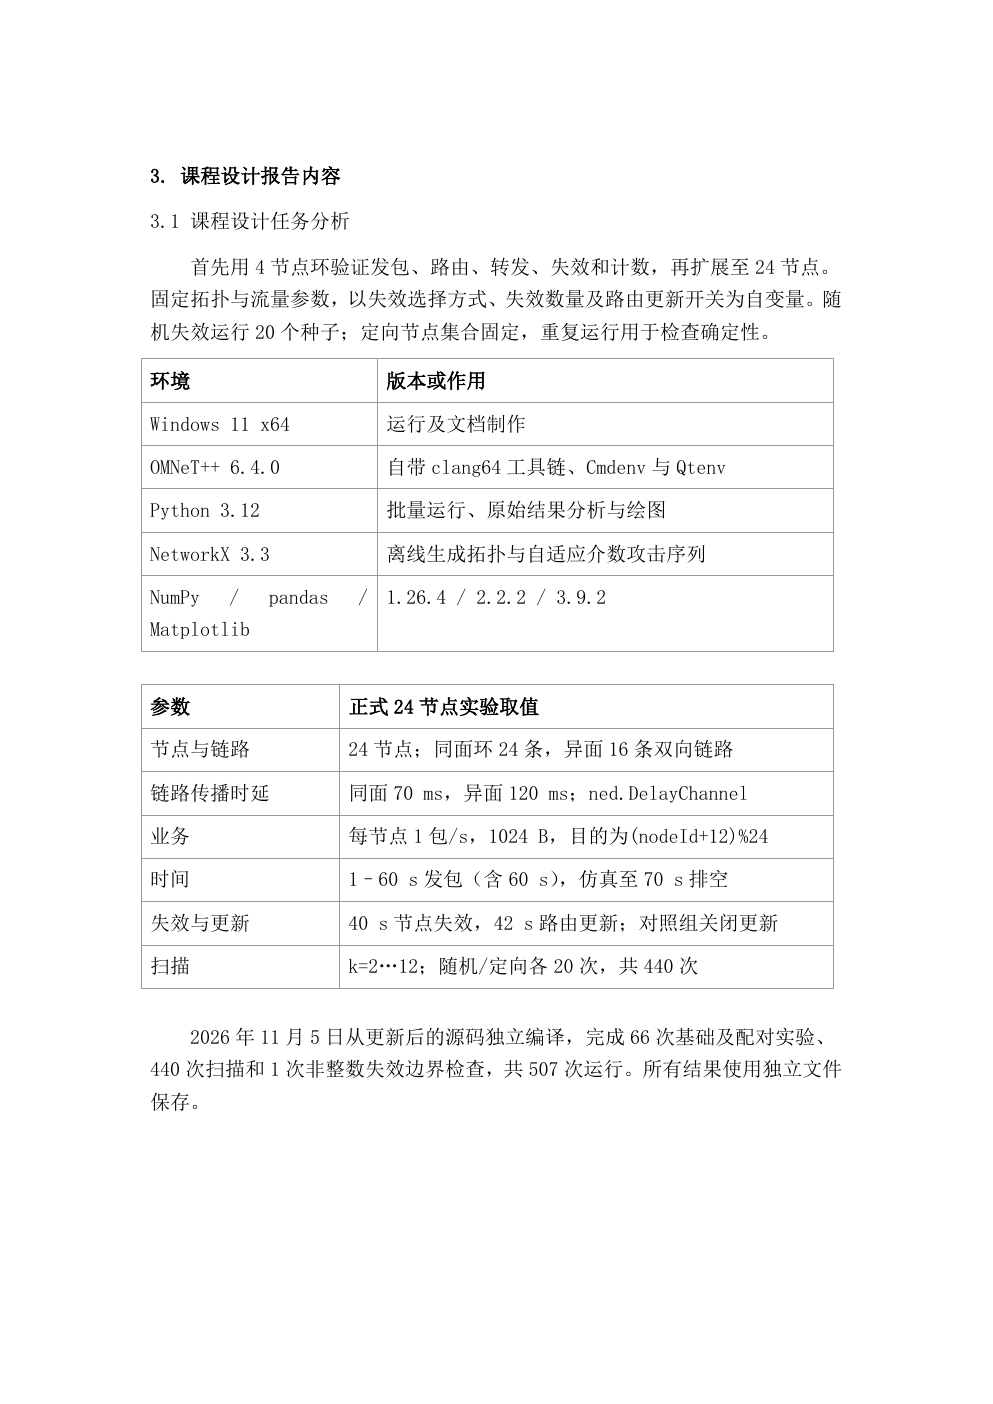 3. 课程设计报告内容
3.1 课程设计任务分析
首先用 4 节点环验证发包、路由、转发、失效和计数，再扩展至 24 节点。
固定拓扑与流量参数，以失效选择方式、失效数量及路由更新开关为自变量。随
机失效运行 20 个种子；定向节点集合固定，重复运行用于检查确定性。
环境 版本或作用
Windows 11 x64 运行及文档制作
OMNeT++ 6.4.0 自带 clang64 工具链、Cmdenv 与 Qtenv
Python 3.12 批量运行、原始结果分析与绘图
NetworkX 3.3 离线生成拓扑与自适应介数攻击序列
NumPy / pandas / 1.26.4 / 2.2.2 / 3.9.2
Matplotlib
参数 正式 24 节点实验取值
节点与链路 24 节点；同面环 24 条，异面 16 条双向链路
链路传播时延 同面 70 ms，异面 120 ms；ned.DelayChannel
业务 每节点 1 包/s，1024 B，目的为(nodeId+12)%24
时间 1–60 s 发包（含 60 s），仿真至 70 s 排空
失效与更新 40 s 节点失效，42 s 路由更新；对照组关闭更新
扫描 k=2…12；随机/定向各 20 次，共 440 次
2026 年 11 月 5 日从更新后的源码独立编译，完成 66 次基础及配对实验、
440 次扫描和 1 次非整数失效边界检查，共 507 次运行。所有结果使用独立文件
保存。